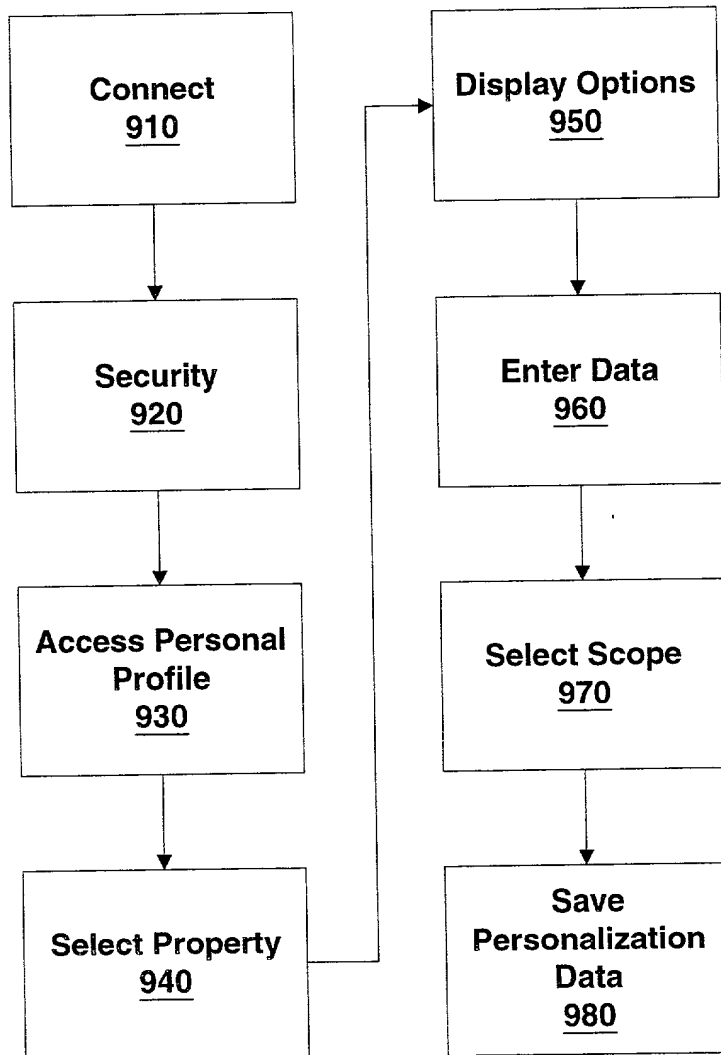 Connect
910
Security
920
Access Personal
Profile
930
Select Property
940
Display Options
950
Enter Data
960
Select Scope
970
Save
Personalization
Data
980